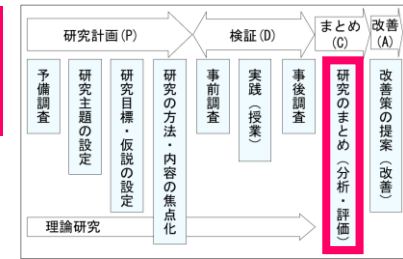 研究計画(P)
検証(D)
まとめ
(C)
改善
(A)
予備調査
研究主題の設定
研究目標・仮説の設定
研究の方法・内容の焦点化
事前調査
実践(授業)
事後調査
研究のまとめ(分析・評価)
改善策の提案(改善)
理論研究